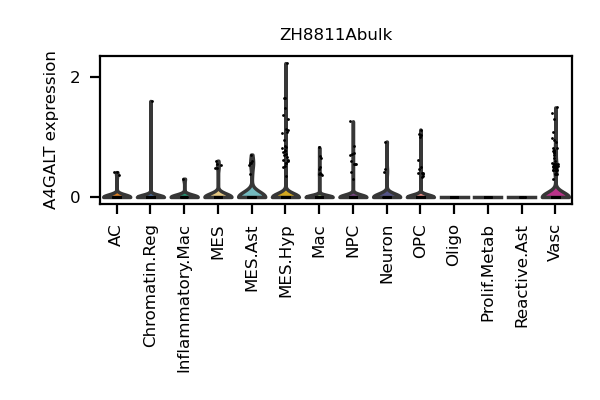 ZH8811Abulk
A4GALT expression
2
0
AC
Chromatin.Reg
Inflammatory.Mac
MES
MES.Ast
MES.Hyp
Mac
NPC
Neuron
OPC
Oligo
Prolif.Metab
Reactive.Ast
Vasc